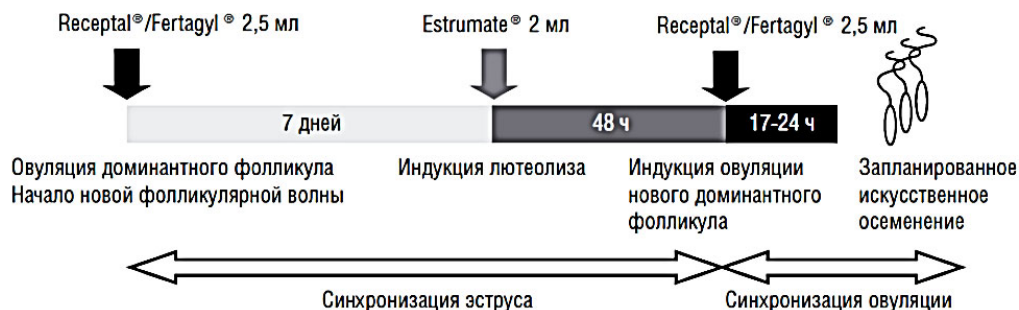 Receptal®/Fertagyl® 2,5 мл
Estrumate® 2 мл
Receptal®/Fertagyl® 2,5 мл
7 дней
48 ч
17-24 ч
Овуляция доминантного фолликула
Начало новой фолликулярной волны
Индукция лютеолиза
Индукция овуляции
нового доминантного
фолликула
Запланированное
искусственное
осеменение
Синхронизация эструса
Синхронизация овуляции